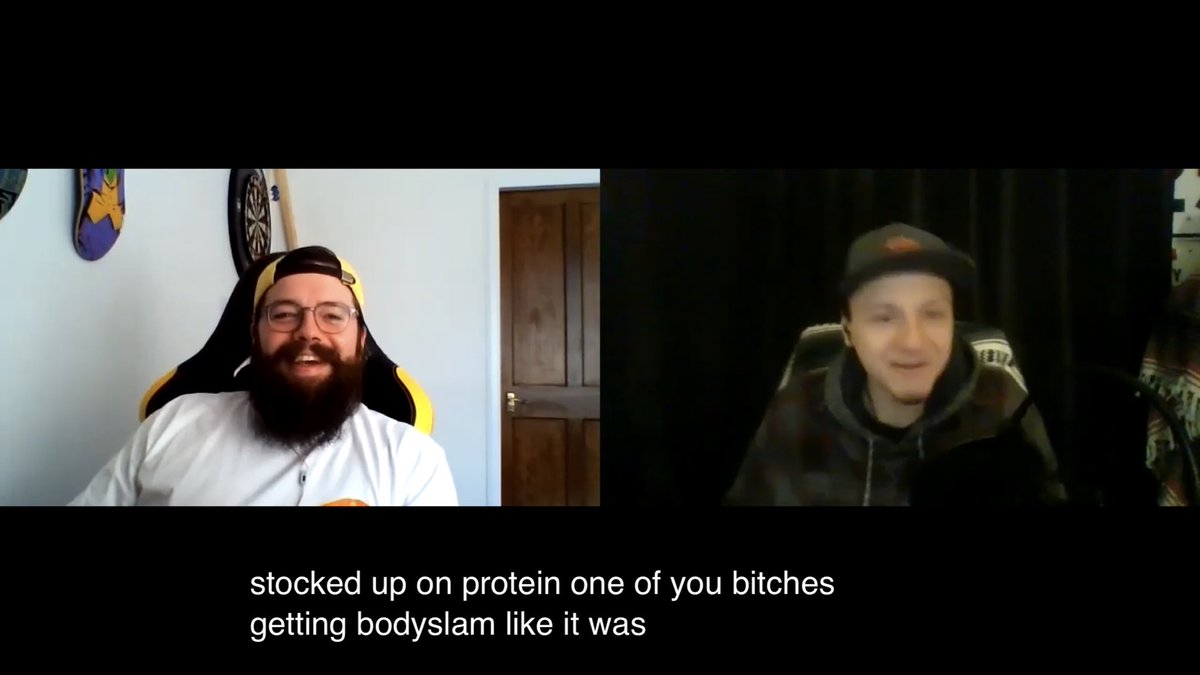 stocked up on protein one of you bitches
getting bodyslam like it was